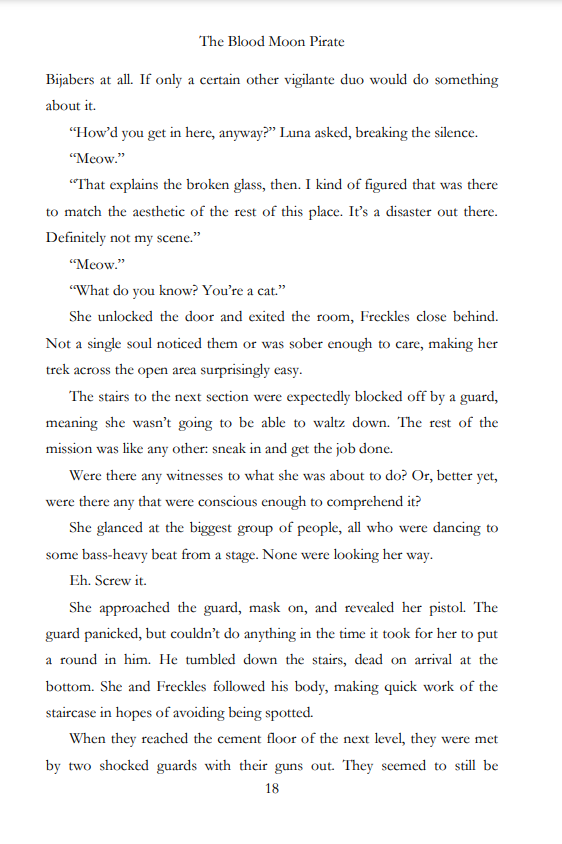 The Blood Moon Pirate
Bijabers at all. If only a certain other vigilante duo would do something
about it.
“How’d you get in here, anyway?” Luna asked, breaking the silence.
“Meow.”
“That explains the broken glass, then. I kind of figured that was there
to match the aesthetic of the rest of this place. It’s a disaster out there.
Definitely not my scene.”
“Meow.”
“What do you know? You’re a cat.”
She unlocked the door and exited the room, Freckles close behind.
Not a single soul noticed them or was sober enough to care, making her
trek across the open area surprisingly easy.
The stairs to the next section were expectedly blocked off by a guard,
meaning she wasn’t going to be able to waltz down. The rest of the
mission was like any other: sneak in and get the job done.
Were there any witnesses to what she was about to do? Or, better yet,
were there any that were conscious enough to comprehend it?
She glanced at the biggest group of people, all who were dancing to
some bass-heavy beat from a stage. None were looking her way.
Eh. Screw it.
She approached the guard, mask on, and revealed her pistol. The
guard panicked, but couldn’t do anything in the time it took for her to put
a round in him. He tumbled down the stairs, dead on arrival at the
bottom. She and Freckles followed his body, making quick work of the
staircase in hopes of avoiding being spotted.
When they reached the cement floor of the next level, they were met
by two shocked guards with their guns out. They seemed to still be
18